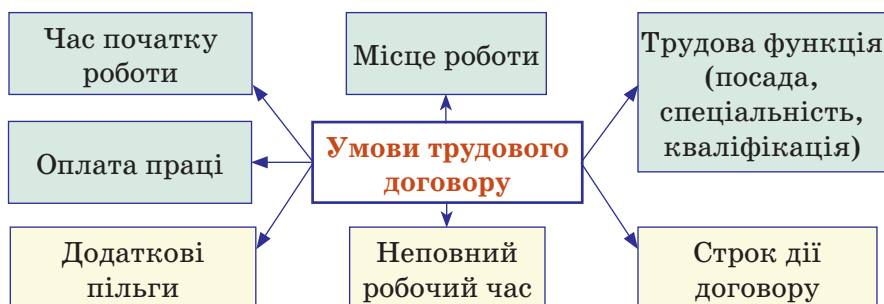 Час початку
роботи
Місце роботи
Трудова функція
(посада,
спеціальність,
кваліфікація)
Оплата праці
Умови трудового
договору
Додаткові
пільги
Неповний
робочий час
Строк дії
договору